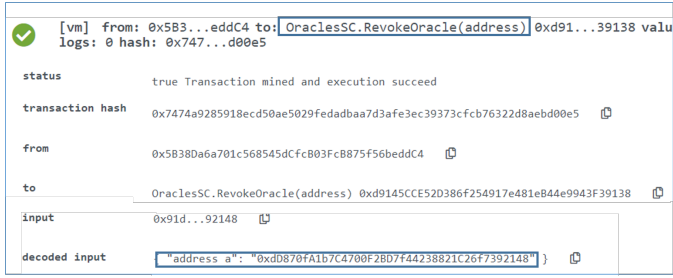 [vm] from: 0x5B3...eddC4 to: OraclesSC.RevokeOracle(address) 0xd91...39138 valu
logs: 0 hash: 0x747...d00e5
status true Transaction mined and execution succeed
transaction hash 0x7474a9285918ecd50ae5029fedadbaa7d3afe3ec39373cfcb76322d8aebd00e5
from 0x5B38Da6a701c568545dCfcB03FcB875f56beddC4
to OraclesSC.RevokeOracle(address) 0xd9145CCE52D386f254917e481eB44e9943F39138
input 0x91d...92148
decoded input { "address a": "0xdD870fA1b7C4700F2BD7f44238821C26f7392148" }